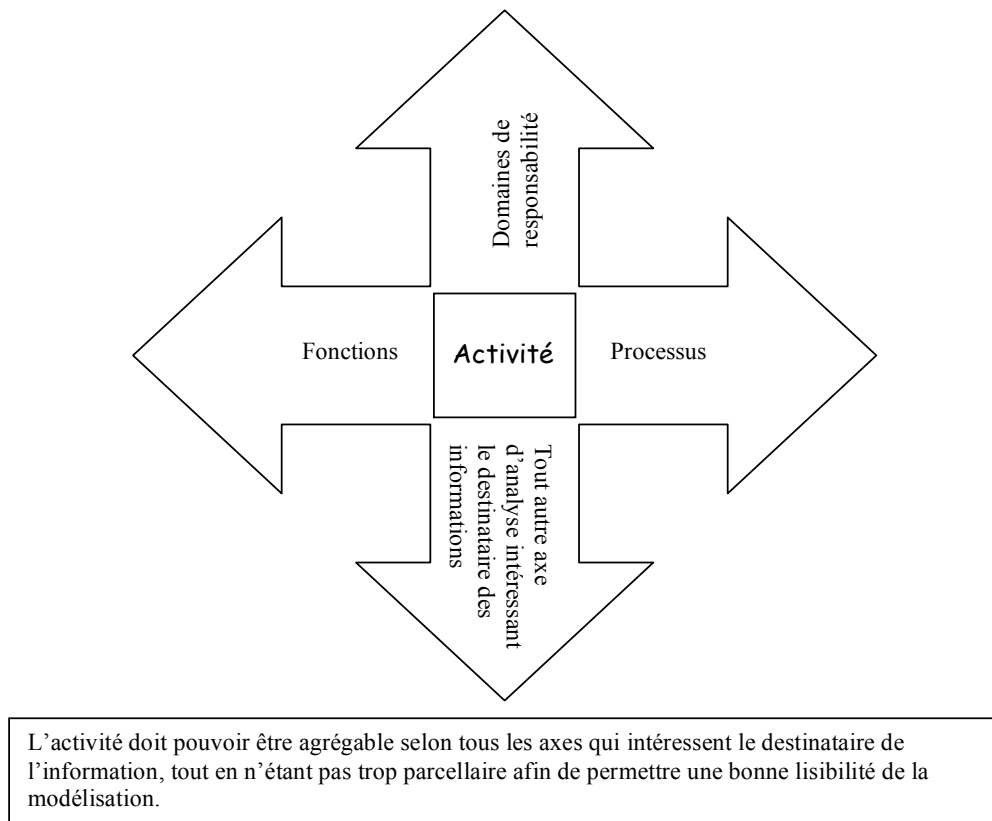 Domaines de
responsabilité
Fonctions
Activité
Processus
Tout autre axe
d’analyse intéressant
le destinataire des
informations
L’activité doit pouvoir être agrégable selon tous les axes qui intéressent le destinataire de
l’information, tout en n’étant pas trop parcellaire afin de permettre une bonne lisibilité de la
modélisation.